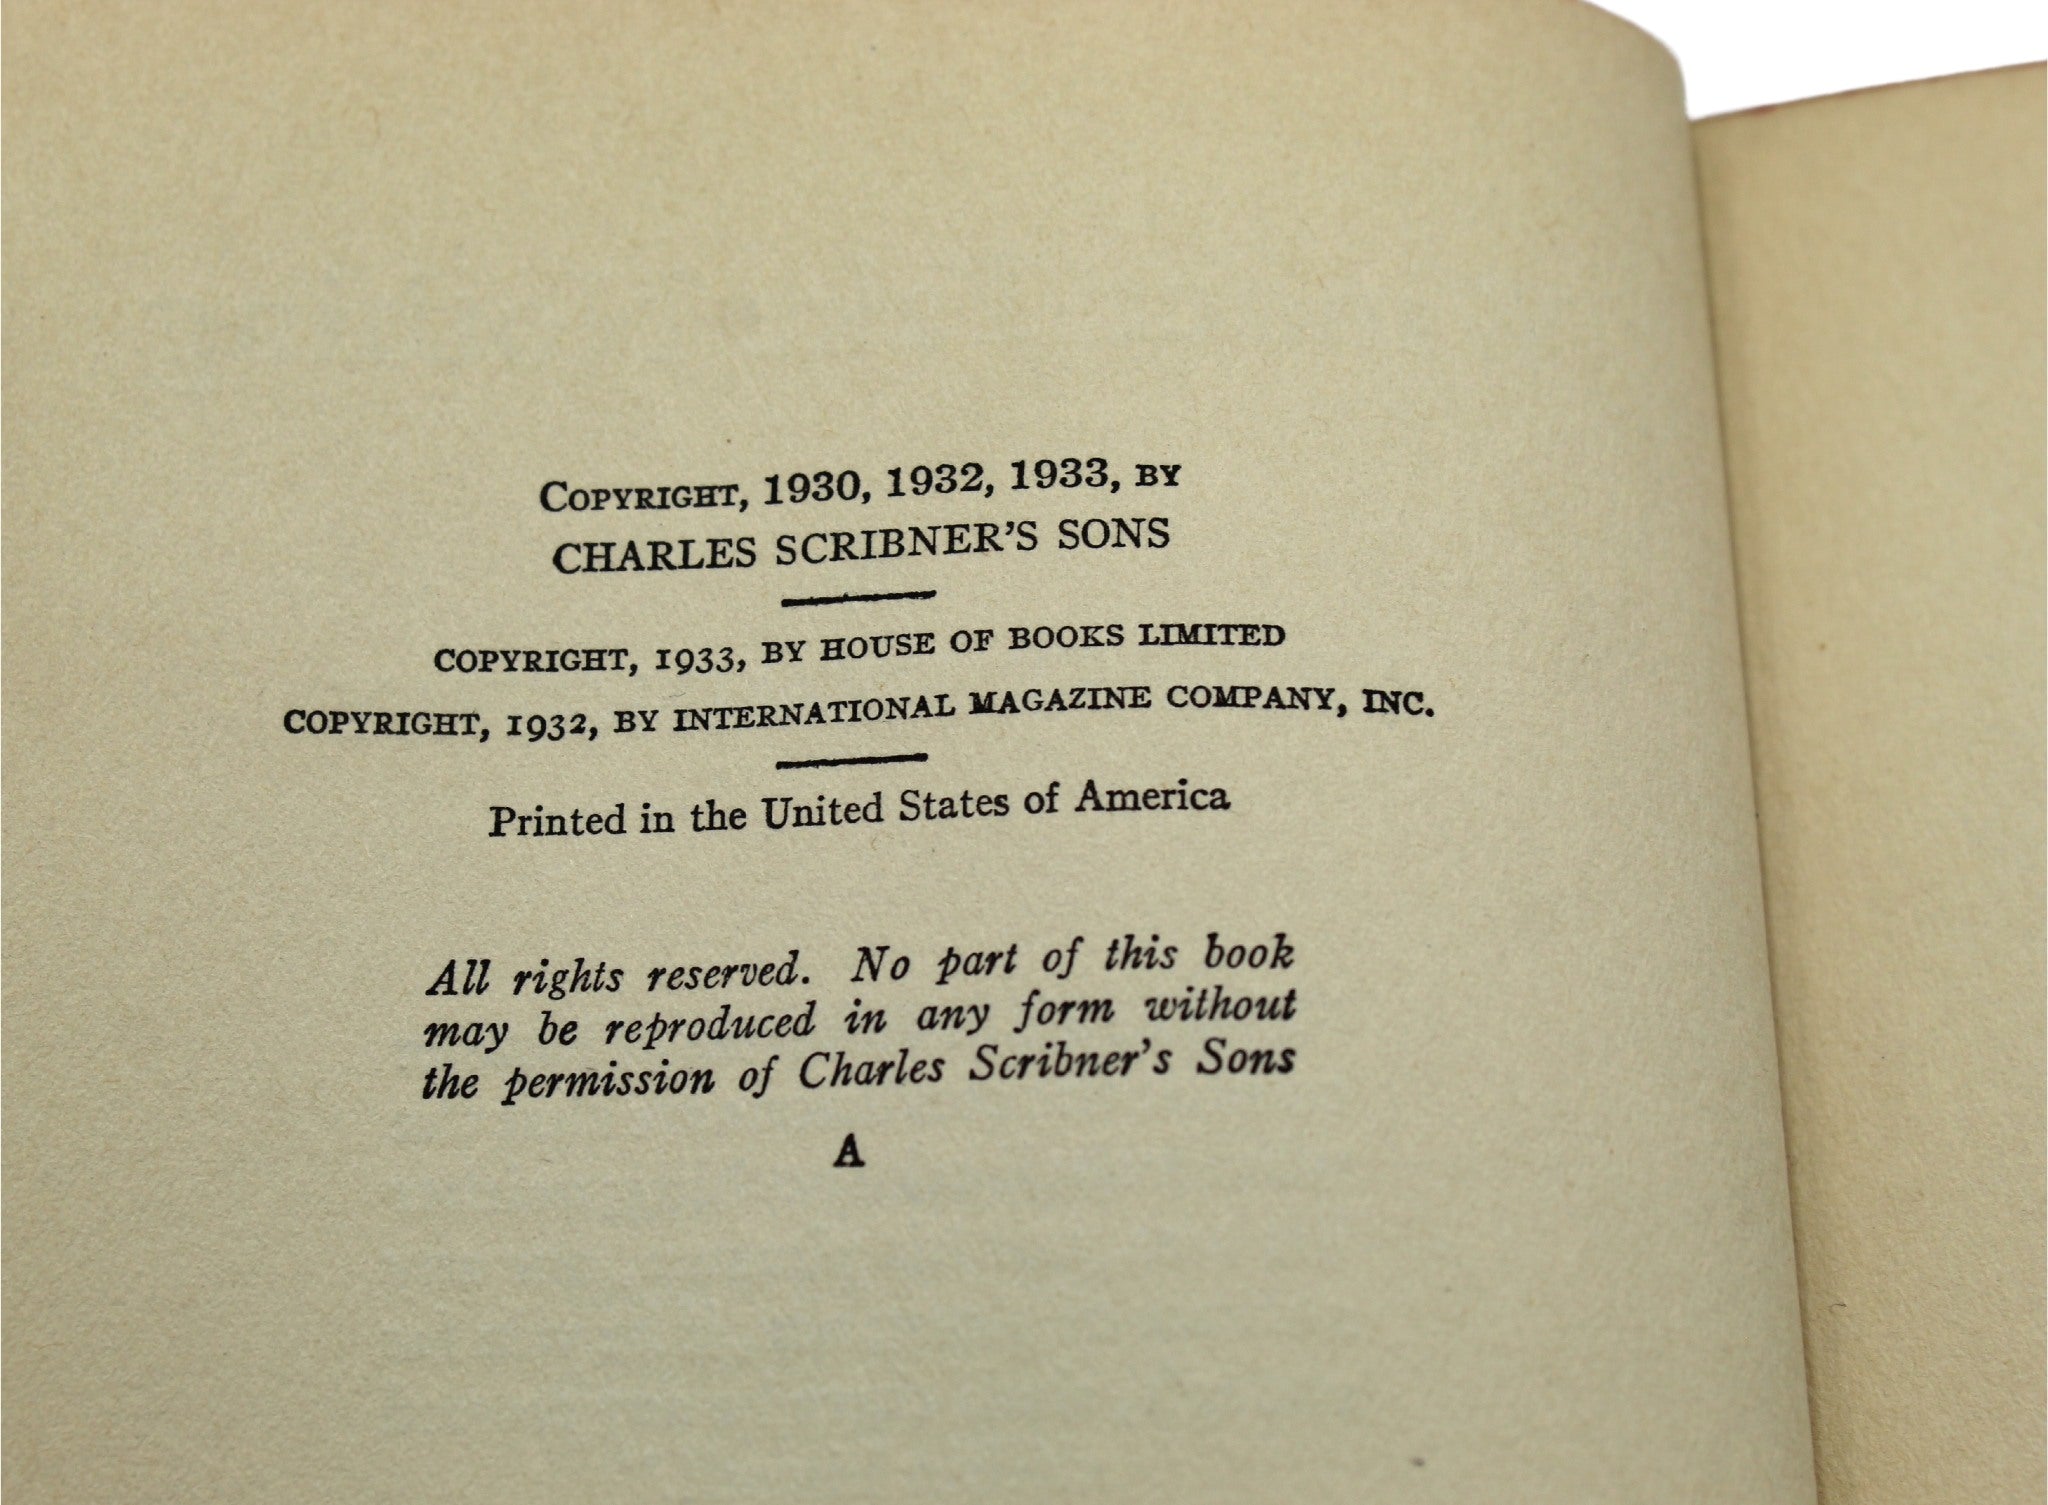 Copyright, 1930, 1932, 1933, by
CHARLES SCRIBNER'S SONS
COPYRIGHT, 1933, BY HOUSE OF BOOKS LIMITED
COPYRIGHT, 1932, BY INTERNATIONAL MAGAZINE COMPANY, INC.
Printed in the United States of America
All rights reserved. No part of this book
may be reproduced in any form without
the permission of Charles Scribner's Sons
A